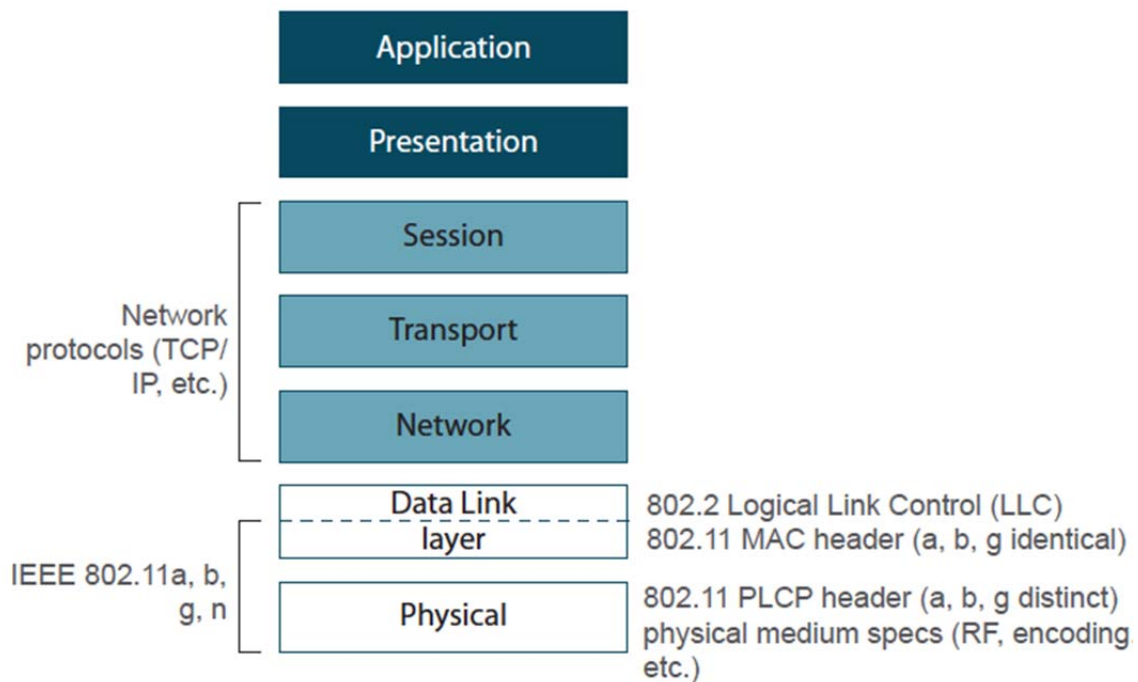 Application
Presentation
Session
Transport
Network
Network
protocols (TCP/
IP, etc.)
Data Link
layer
802.2 Logical Link Control (LLC)
802.11 MAC header (a, b, g identical)
IEEE 802.11a, b,
g, n
Physical
802.11 PLCP header (a, b, g distinct)
physical medium specs (RF, encoding
etc.)